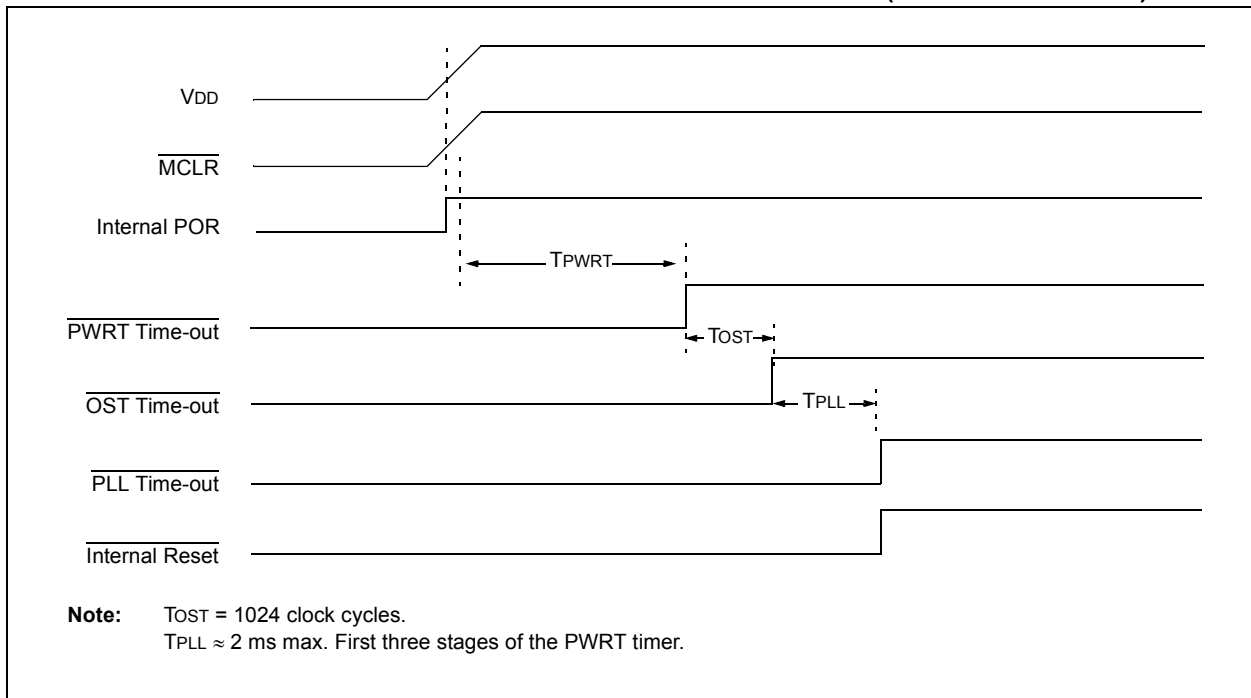 VDD
MCLR
Internal POR
TPWRT
PWRT Time-out
TOST
OST Time-out
TPLL
PLL Time-out
Internal Reset
Note: TOST = 1024 clock cycles.
TPLL ≈ 2 ms max. First three stages of the PWRT timer.